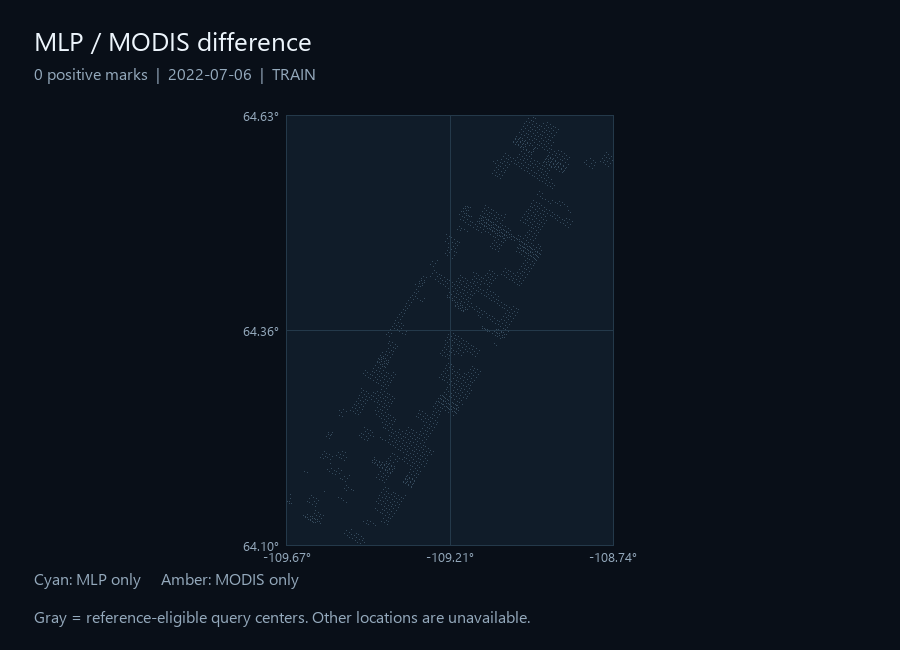 MLP / MODIS difference
0 positive marks | 2022-07-06 | TRAIN
64.63°
64.36°
64.10°
-109.67° -109.21° -108.74°
Cyan: MLP only Amber: MODIS only
Gray = reference-eligible query centers. Other locations are unavailable.